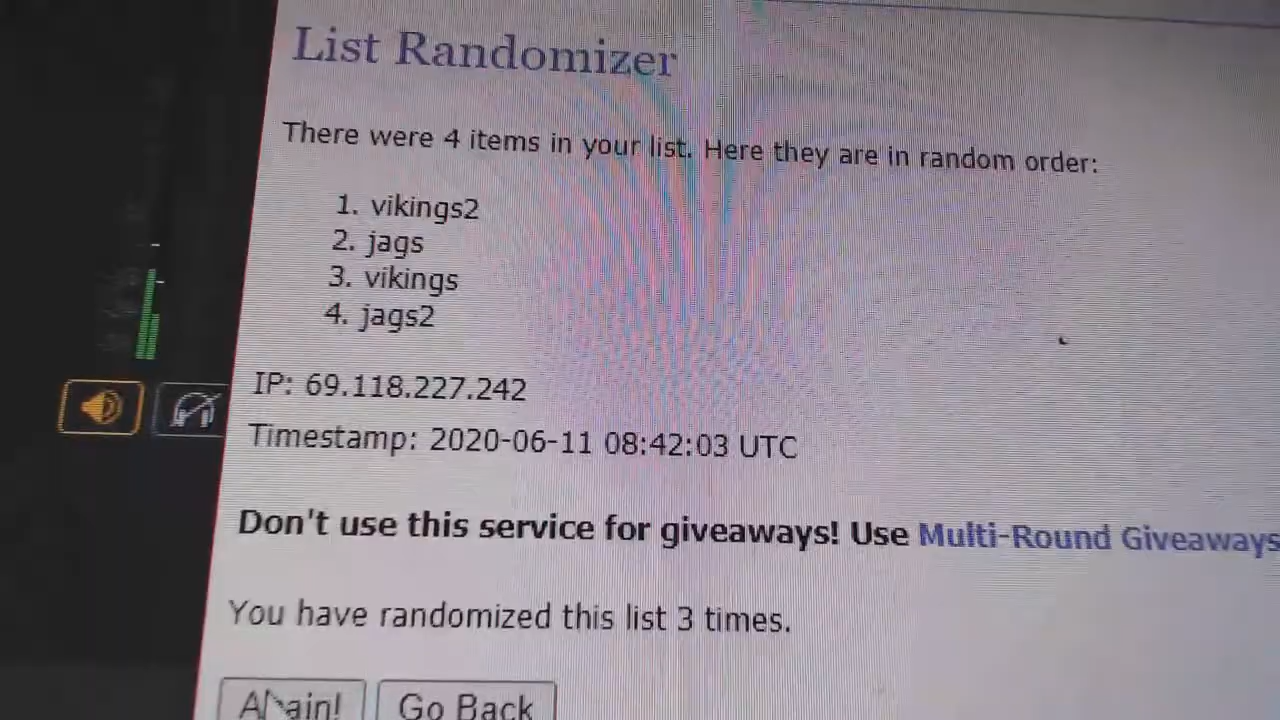 List Randomizer
There were 4 items in your list. Here they are in random order:
1. vikings2
2. jags
3. vikings
4. jags2
IP: 69.118.227.242
Timestamp: 2020-06-11 08:42:03 UTC
Don't use this service for giveaways! Use Multi-Round Giveaways
You have randomized this list 3 times.
Again! Go Back